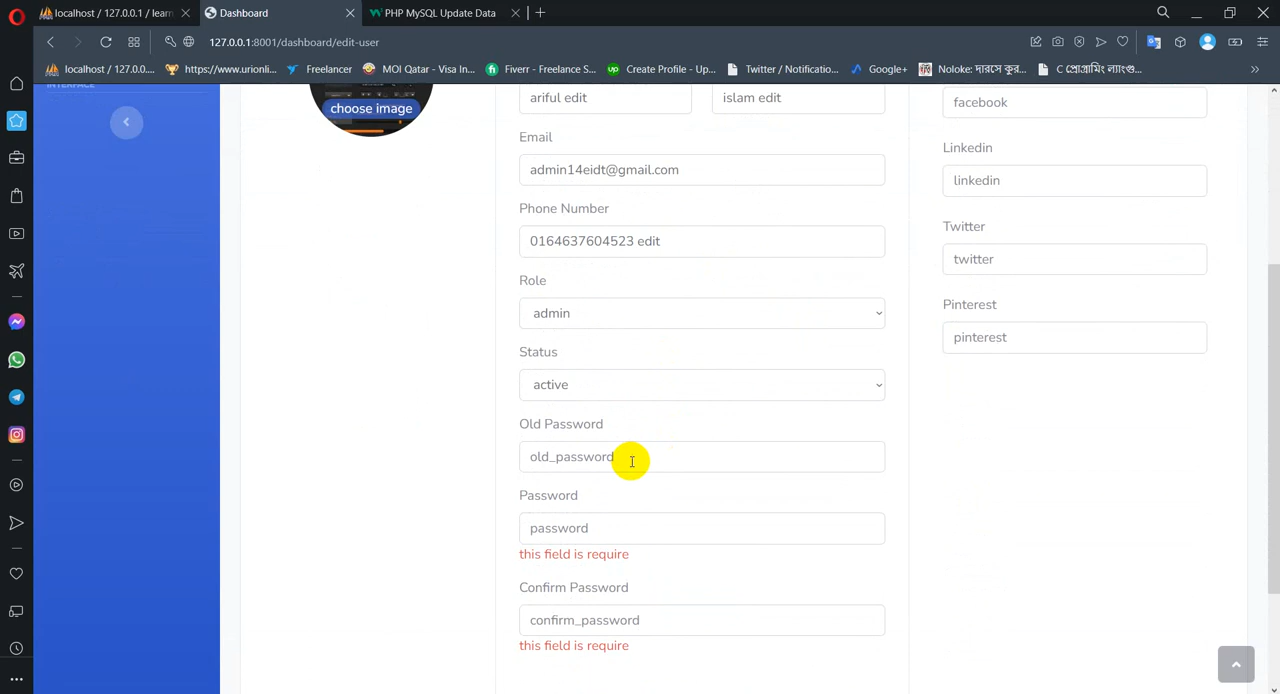 localhost / 127.0.0.1 / learn
Dashboard
PHP MySQL Update Data
127.0.0.1:8001/dashboard/edit-user
localhost / 127.0.0....
https://www.urionli...
Freelancer
MOI Qatar - Visa In...
Fiverr - Freelance S...
Create Profile - Up...
Twitter / Notificatio...
Google+
Noloke: দারসে কুর...
C প্রোগ্রামিং ল্যাংগু...
INTERFACE
choose image
ariful edit
islam edit
Email
admin14eidt@gmail.com
Phone Number
0164637604523 edit
Role
admin
Status
active
Old Password
old_password
Password
password
this field is require
Confirm Password
confirm_password
this field is require
facebook
Linkedin
linkedin
Twitter
twitter
Pinterest
pinterest